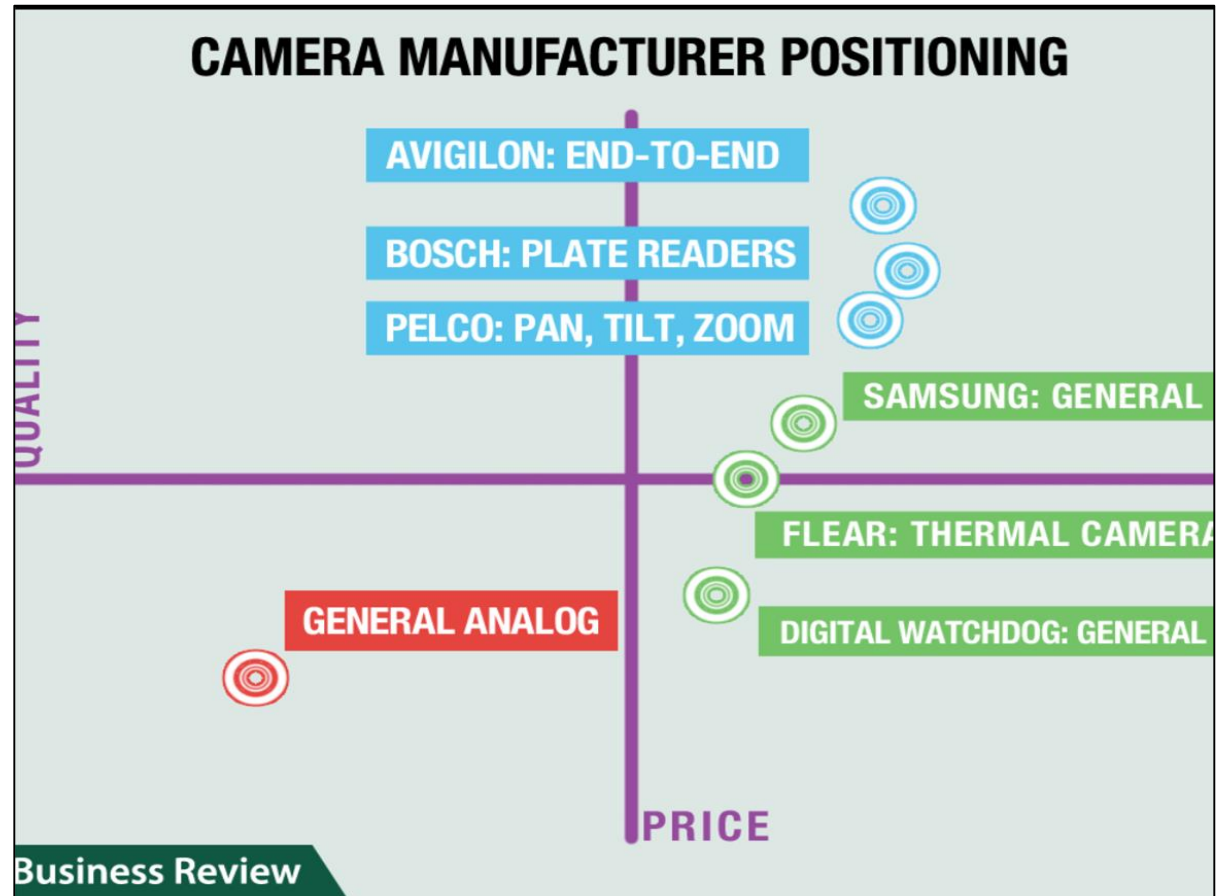 CAMERA MANUFACTURER POSITIONING
AVIGILON: END-TO-END
BOSCH: PLATE READERS
PELCO: PAN, TILT, ZOOM
QUALITY
SAMSUNG: GENERAL
FLEAR: THERMAL CAMERA
GENERAL ANALOG
DIGITAL WATCHDOG: GENERAL
PRICE
Business Review